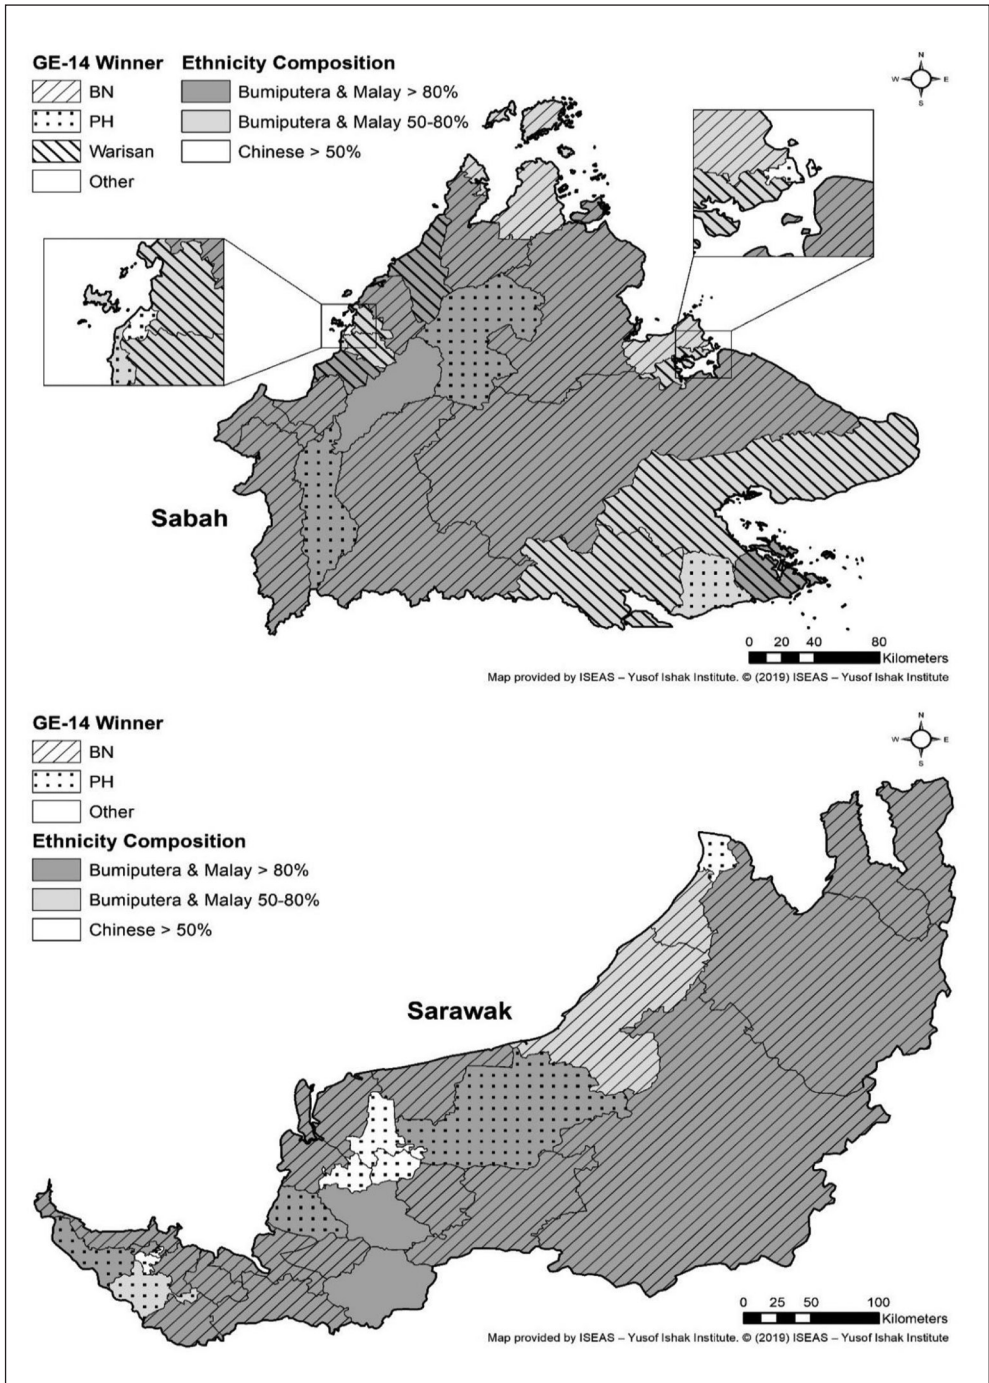 GE-14 Winner
BN
PH
Warisan
Other
Ethnicity Composition
Bumiputera & Malay > 80%
Bumiputera & Malay 50-80%
Chinese > 50%
N
W E
S
Sabah
0 20 40 80
Kilometers
Map provided by ISEAS – Yusof Ishak Institute. © (2019) ISEAS – Yusof Ishak Institute
GE-14 Winner
BN
PH
Other
Ethnicity Composition
Bumiputera & Malay > 80%
Bumiputera & Malay 50-80%
Chinese > 50%
N
W E
S
Sarawak
0 25 50 100
Kilometers
Map provided by ISEAS – Yusof Ishak Institute. © (2019) ISEAS – Yusof Ishak Institute